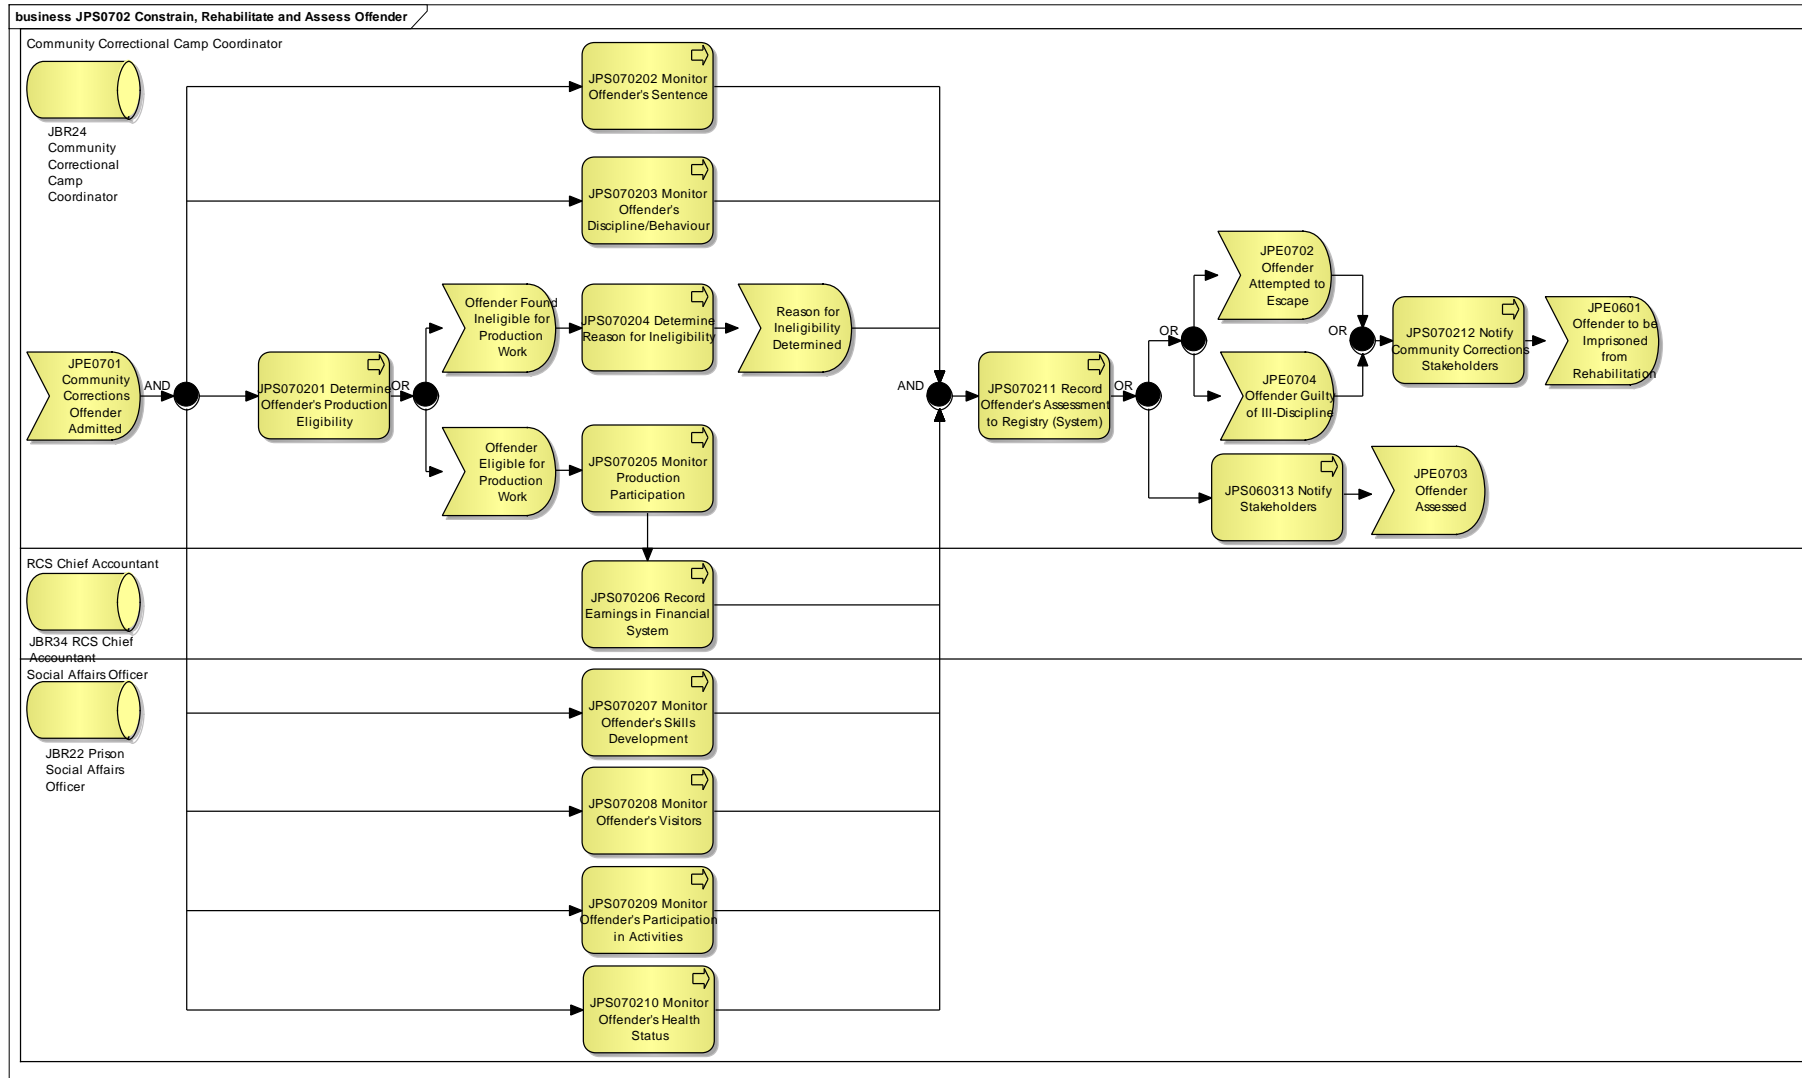 business JPS0702 Constrain, Rehabilitate and Assess Offender
Community Correctional Camp Coordinator
JBR24
Community
Correctional
Camp
Coordinator
JPE0701
Community
Corrections
Offender
Admitted
AND
JPS070201 Determine
Offender's Production
Eligibility
OR
JPS070202 Monitor
Offender's Sentence
JPS070203 Monitor
Offender's
Discipline/Behaviour
Offender Found
Ineligible for
Production
Work
JPS070204 Determine
Reason for Ineligibility
Reason for
Ineligibility
Determined
Offender
Eligible for
Production
Work
JPS070205 Monitor
Production
Participation
AND
JPS070211 Record
Offender's Assessment
to Registry (System)
OR
OR
JPE0702
Offender
Attempted to
Escape
JPE0704
Offender Guilty
of Ill-Discipline
OR
JPS070212 Notify
Community Corrections
Stakeholders
JPE0601
Offender to be
Imprisoned
from
Rehabilitation
JPS060313 Notify
Stakeholders
JPE0703
Offender
Assessed
RCS Chief Accountant
JBR34 RCS Chief
Accountant
JPS070206 Record
Earnings in Financial
System
Social Affairs Officer
JBR22 Prison
Social Affairs
Officer
JPS070207 Monitor
Offender's Skills
Development
JPS070208 Monitor
Offender's Visitors
JPS070209 Monitor
Offender's Participation
in Activities
JPS070210 Monitor
Offender's Health
Status